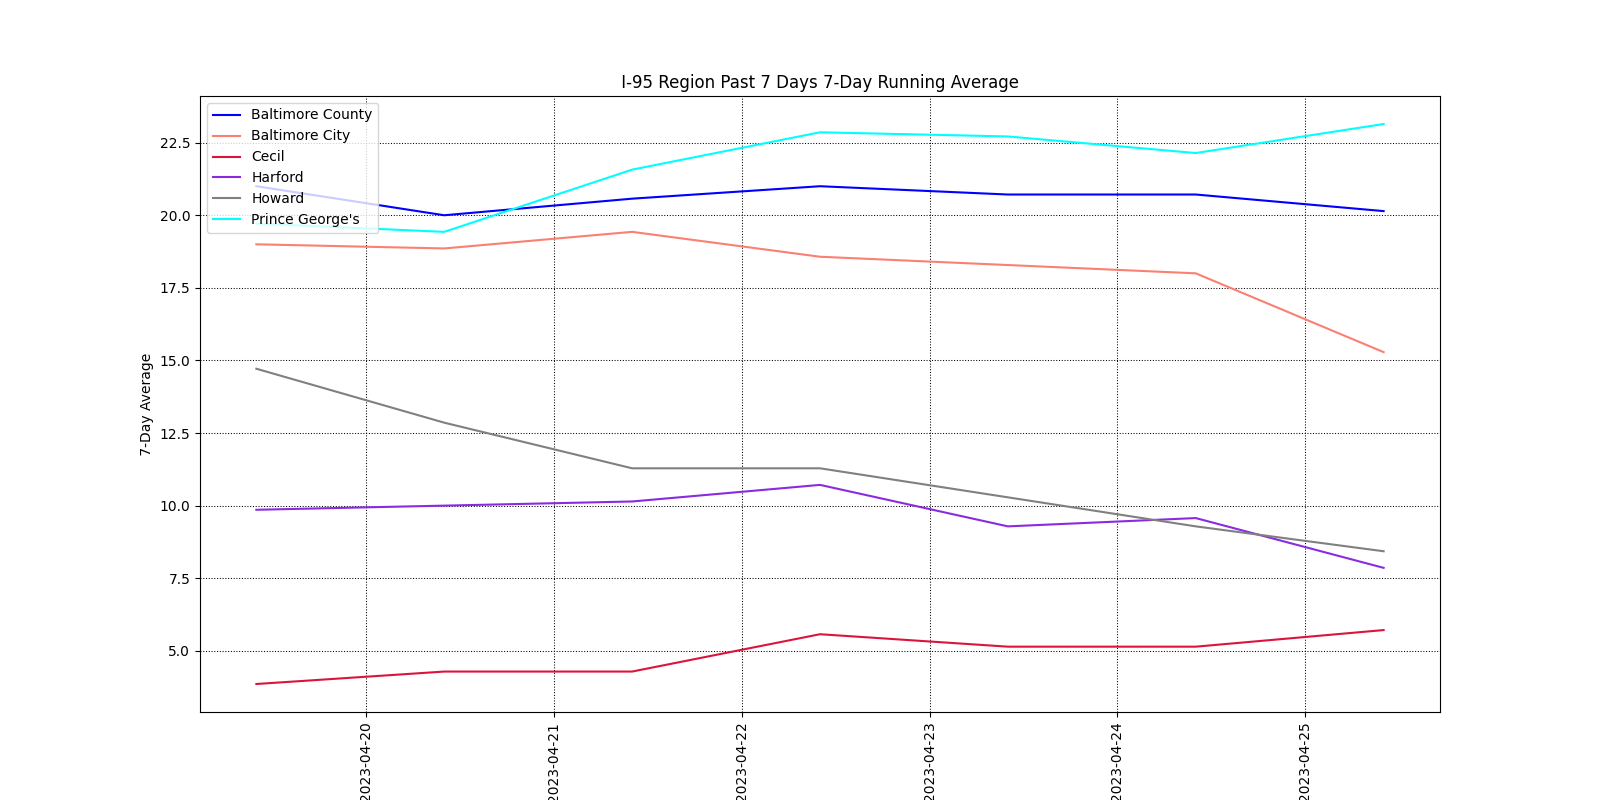 I-95 Region Past 7 Days 7-Day Running Average
Baltimore County
Baltimore City
Cecil
Harford
Howard
Prince George's
7-Day Average
22.5
20.0
17.5
15.0
12.5
10.0
7.5
5.0
2023-04-20
2023-04-21
2023-04-22
2023-04-23
2023-04-24
2023-04-25